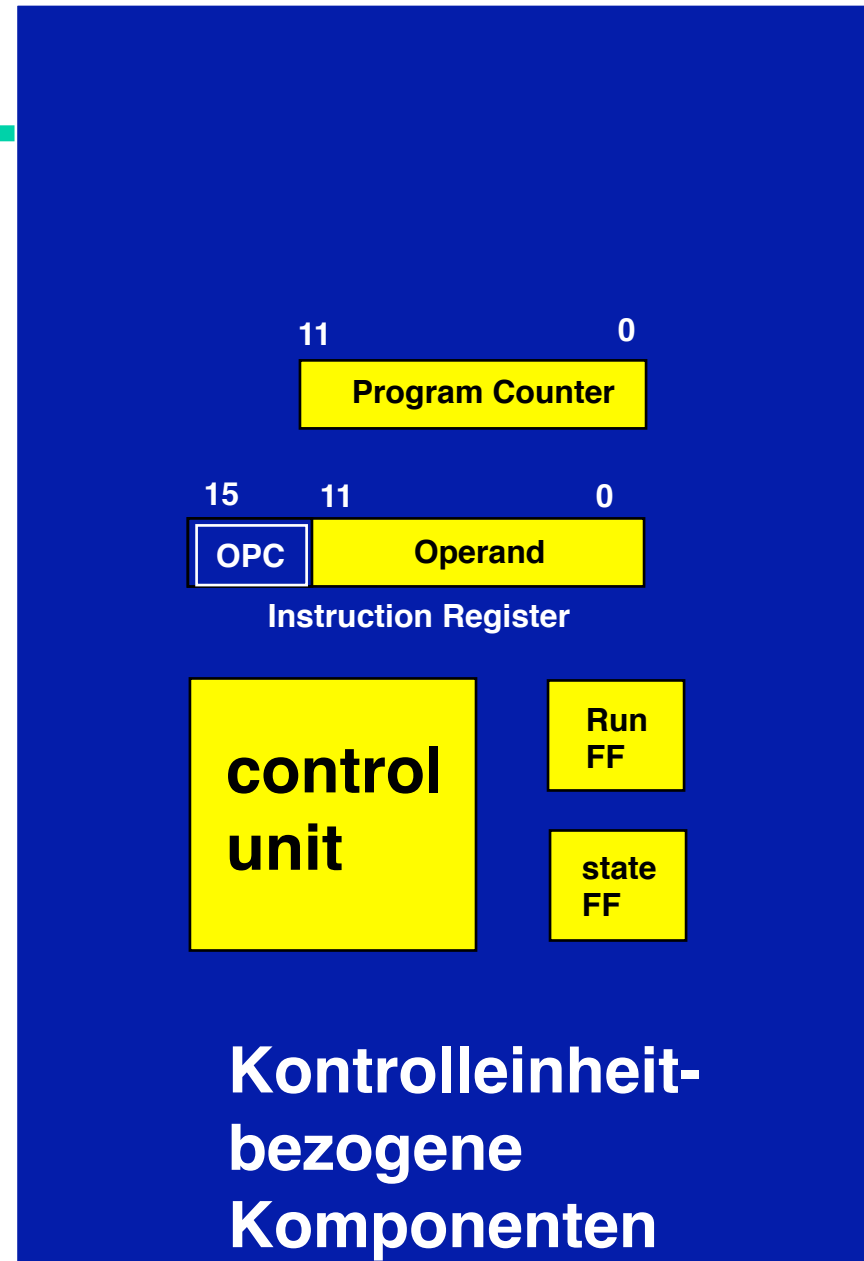 11 0
Program Counter
15 11 0
OPC Operand
Instruction Register
control
unit
Run
FF
state
FF
Kontrolleinheit-
bezogene
Komponenten